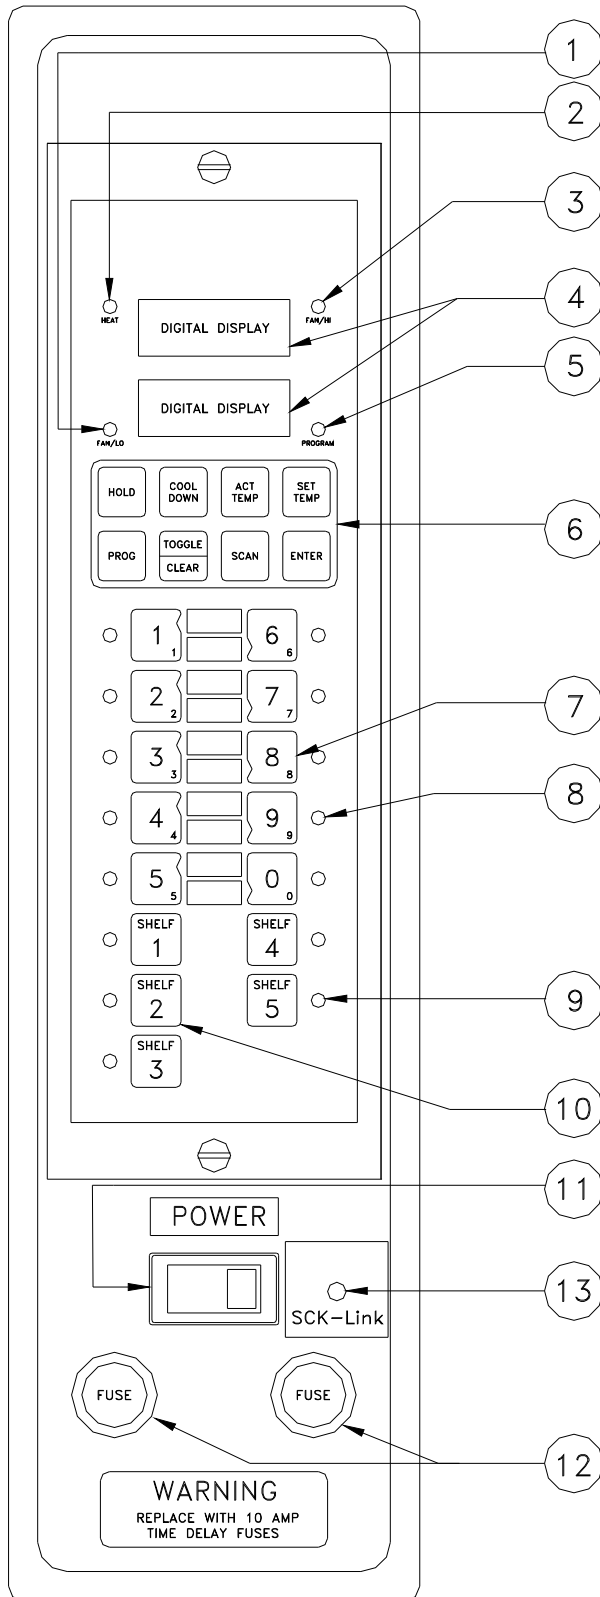 1
2
3
HEAT
FAN/HI
DIGITAL DISPLAY
4
DIGITAL DISPLAY
5
FAN/LO
PROGRAM
HOLD
COOL DOWN
ACT TEMP
SET TEMP
6
PROG
TOGGLE
CLEAR
SCAN
ENTER
1 1
6 6
2 2
7 7
7
3 3
8 8
8
4 4
9 9
5 5
0 0
SHELF 1
SHELF 4
9
SHELF 2
SHELF 5
SHELF 3
10
11
POWER
13
SCK-Link
FUSE
FUSE
12
WARNING
REPLACE WITH 10 AMP
TIME DELAY FUSES